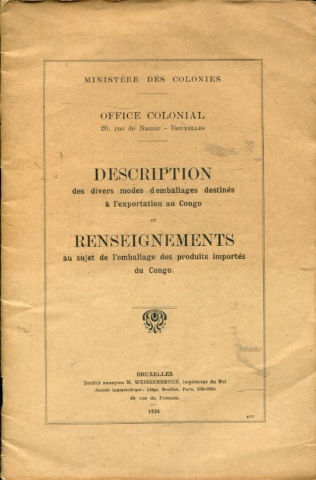 MINISTÈRE DES COLONIES
OFFICE COLONIAL
20, rue de Namur - BRUXELLES
DESCRIPTION
des divers modes d'emballages destinés
à l'exportation au Congo
ET
RENSEIGNEMENTS
au sujet de l'emballage des produits importés
du Congo.
BRUXELLES
Société anonyme M. WEISSENBRUCH, imprimeur du Roi
49, rue du Poinçon.
1924